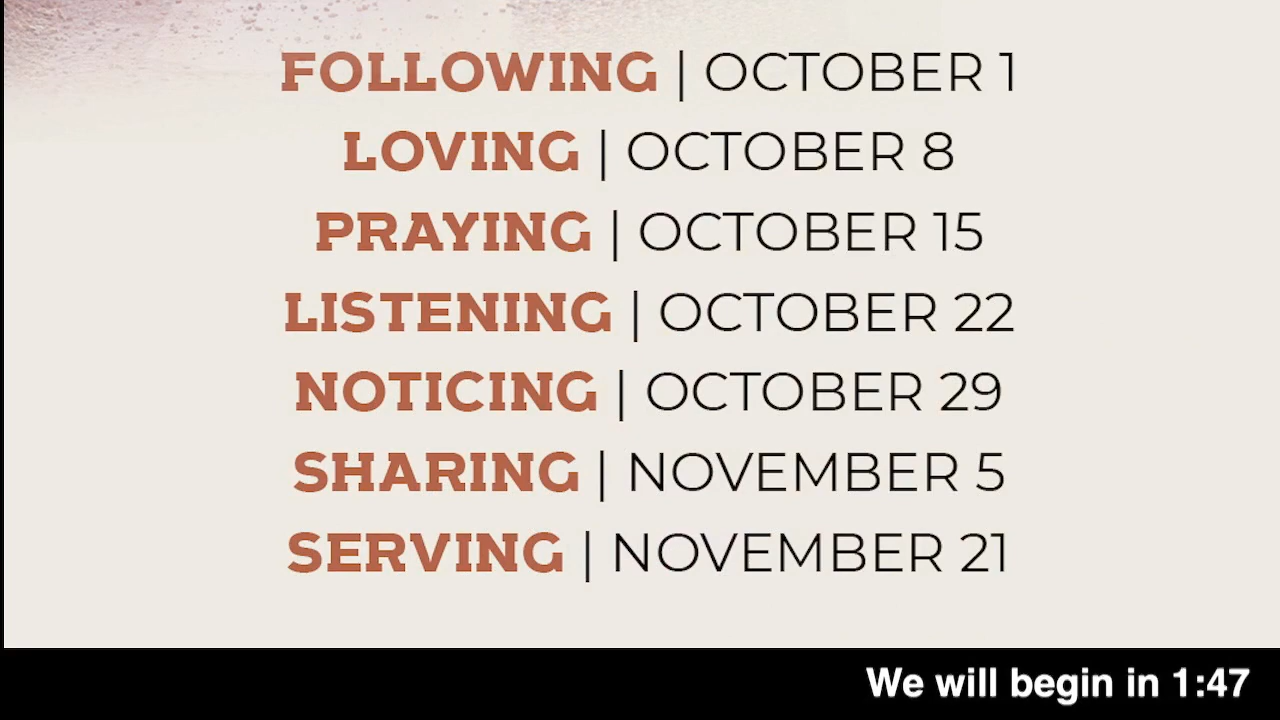 FOLLOWING | OCTOBER 1
LOVING | OCTOBER 8
PRAYING | OCTOBER 15
LISTENING | OCTOBER 22
NOTICING | OCTOBER 29
SHARING | NOVEMBER 5
SERVING | NOVEMBER 21
We will begin in 1:47